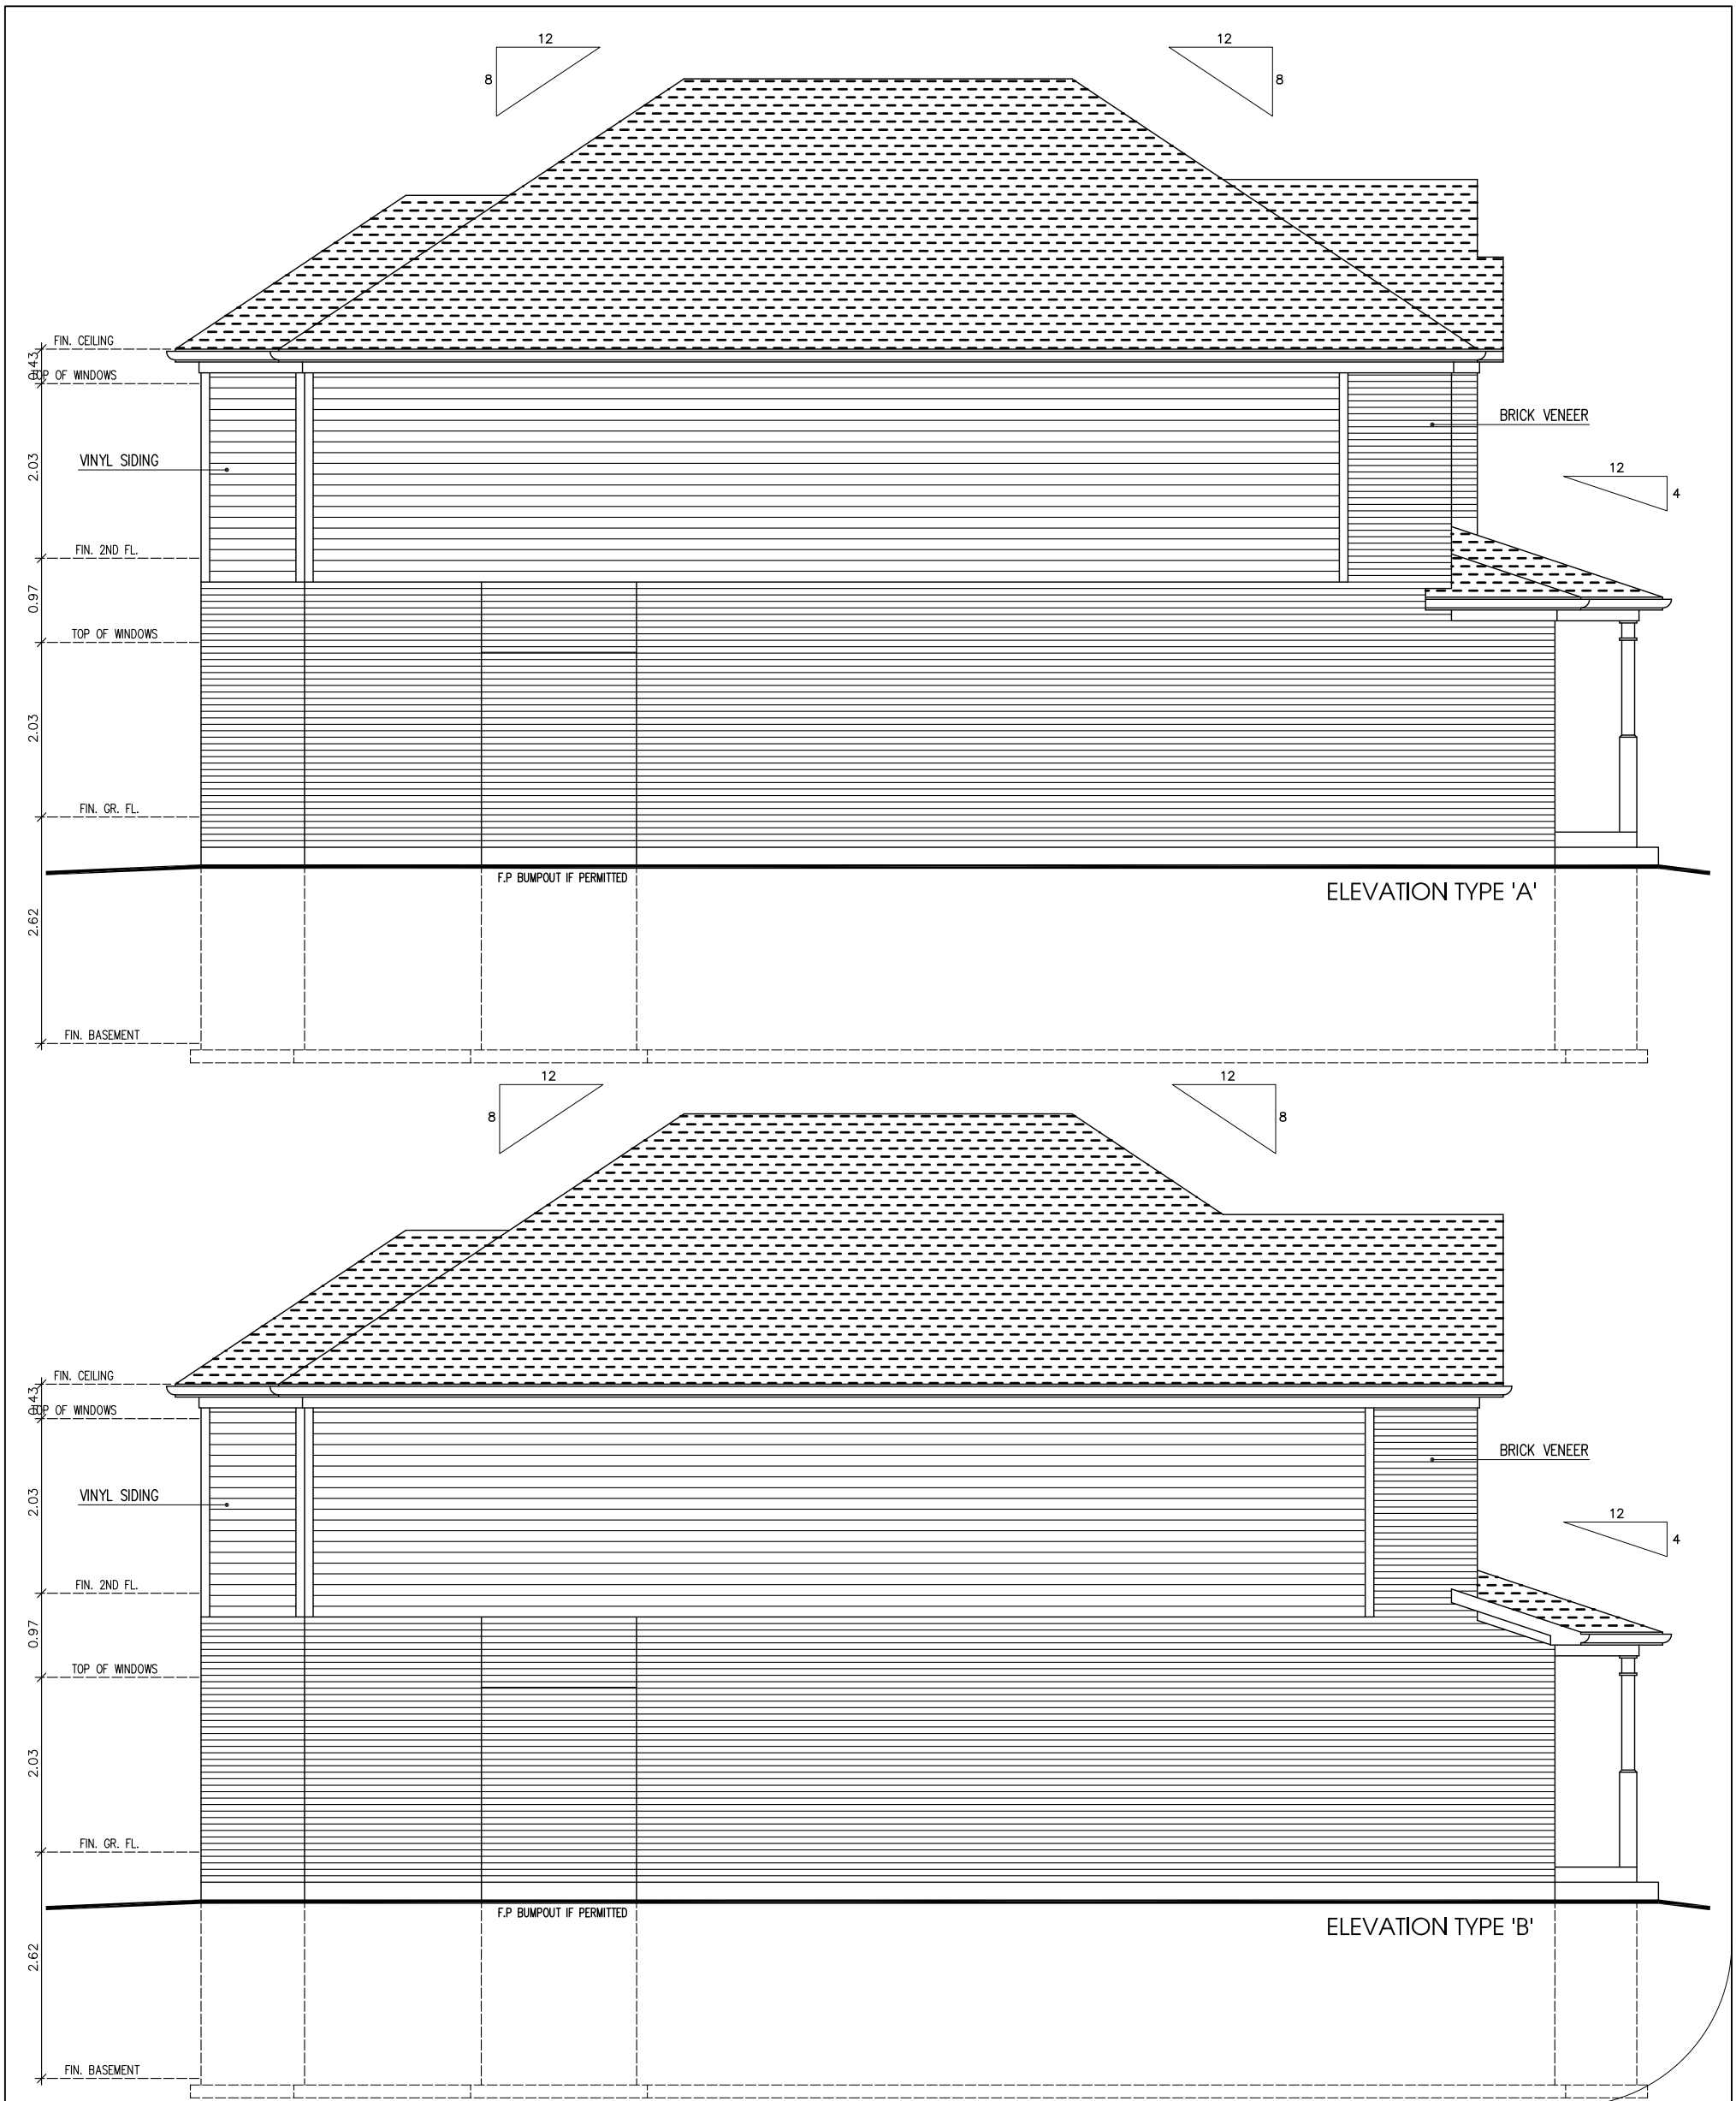 12
12
8
8
FIN. CEILING
0.43
TOP OF WINDOWS
BRICK VENEER
2.03
VINYL SIDING
12
4
FIN. 2ND FL.
0.97
TOP OF WINDOWS
2.03
FIN. GR. FL.
F.P BUMPOUT IF PERMITTED
ELEVATION TYPE 'A'
2.62
FIN. BASEMENT
12
12
8
8
FIN. CEILING
0.43
TOP OF WINDOWS
BRICK VENEER
2.03
VINYL SIDING
12
4
FIN. 2ND FL.
0.97
TOP OF WINDOWS
2.03
FIN. GR. FL.
F.P BUMPOUT IF PERMITTED
ELEVATION TYPE 'B'
2.62
FIN. BASEMENT